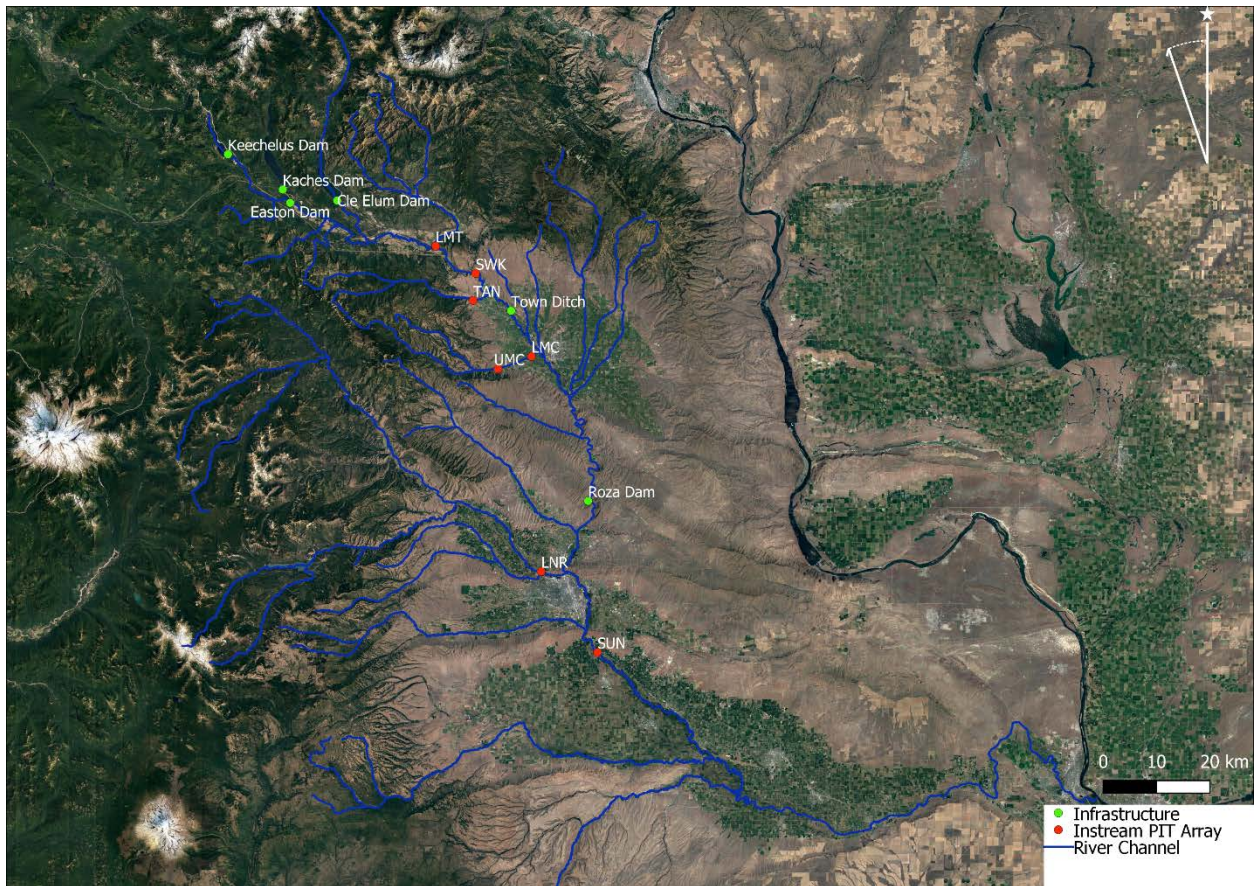 Keechelus Dam
Kaches Dam
Easton Dam
Cle Elum Dam
LMT
SWK
TAN
Town Ditch
LMC
UMC
Roza Dam
LNR
SUN
0 10 20 km
Infrastructure
Instream PIT Array
River Channel